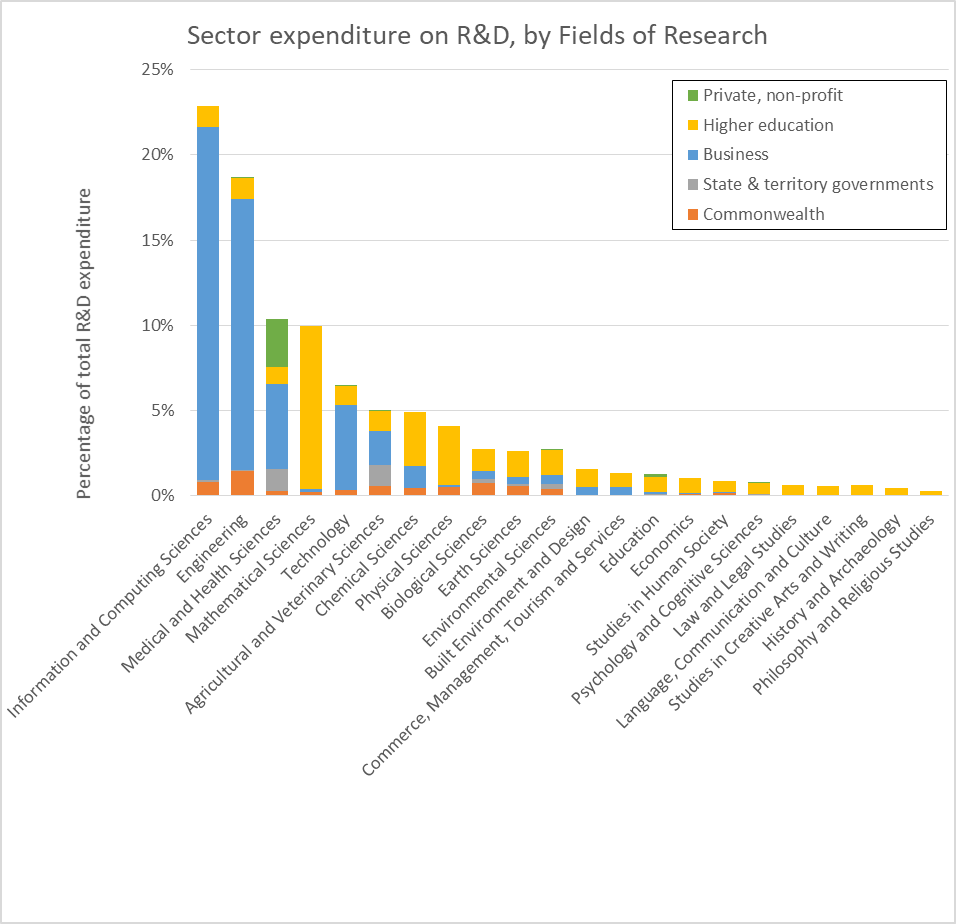 Sector expenditure on R&D, by Fields of Research
25%
20%
15%
10%
5%
0%
Percentage of total R&D expenditure
Private, non-profit
Higher education
Business
State & territory governments
Commonwealth
Information and Computing Sciences
Engineering
Medical and Health Sciences
Mathematical Sciences
Technology
Agricultural and Veterinary Sciences
Chemical Sciences
Physical Sciences
Biological Sciences
Earth Sciences
Environmental Sciences
Built Environment and Design
Commerce, Management, Tourism and Services
Education
Economics
Studies in Human Society
Psychology and Cognitive Sciences
Law and Legal Studies
Language, Communication and Culture
Studies in Creative Arts and Writing
History and Archaeology
Philosophy and Religious Studies